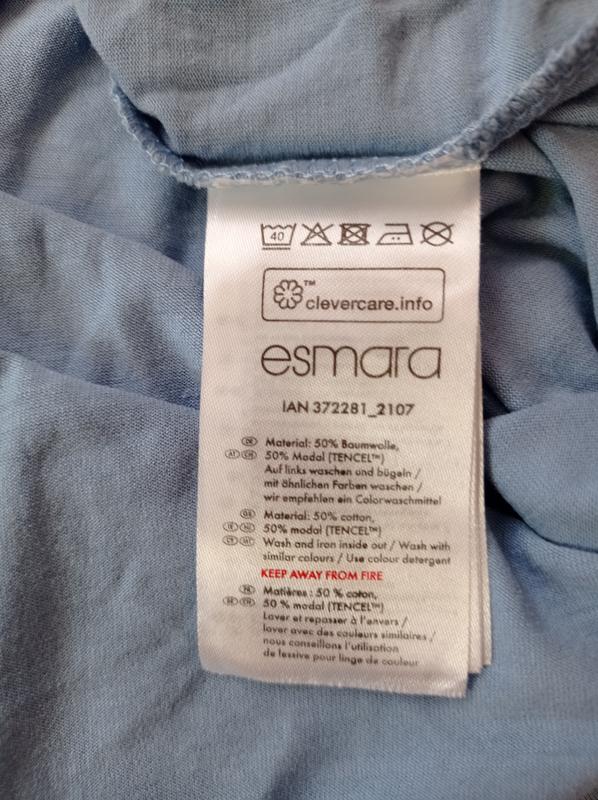 40
™
clevercare.info
esmara
IAN 372281_2107
DE Material: 50% Baumwolle,
AT CH 50% Modal (TENCEL™)
Auf links waschen und bügeln /
mit ähnlichen Farben waschen /
wir empfehlen ein Colorwaschmittel
GB Material: 50% cotton,
IE NI 50% modal (TENCEL™)
CY MT Wash and iron inside out / Wash with
similar colours / Use colour detergent
KEEP AWAY FROM FIRE
FR Matières : 50 % coton,
BE CH 50 % modal (TENCEL™)
Laver et repasser à l'envers /
laver avec des couleurs similaires /
nous conseillons l'utilisation
de lessive pour linge de couleur